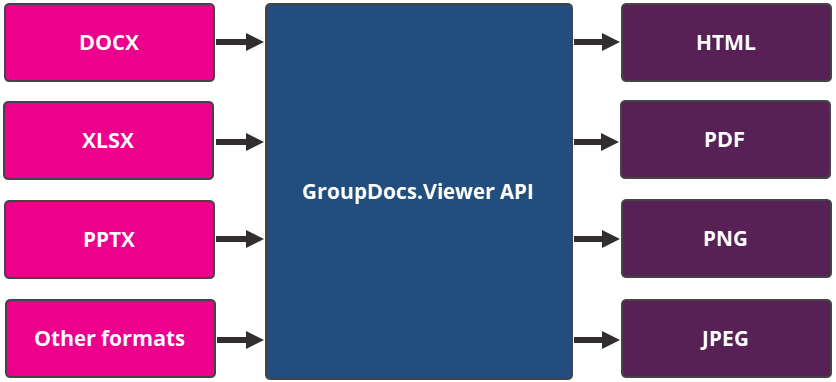 DOCX
XLSX
PPTX
Other formats
GroupDocs.Viewer API
HTML
PDF
PNG
JPEG